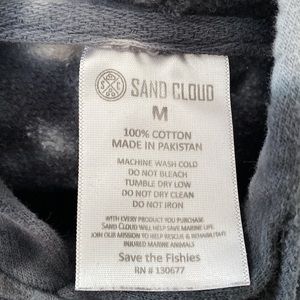 S C
SAND CLOUD
M
100% COTTON
MADE IN PAKISTAN
MACHINE WASH COLD
DO NOT BLEACH
TUMBLE DRY LOW
DO NOT DRY CLEAN
DO NOT IRON
WITH EVERY PRODUCT YOU PURCHASE
SAND CLOUD WILL HELP SAVE MARINE LIFE.
JOIN OUR MISSION TO HELP RESCUE & REHABILITATE
INJURED MARINE ANIMALS
Save the Fishies
RN # 130677